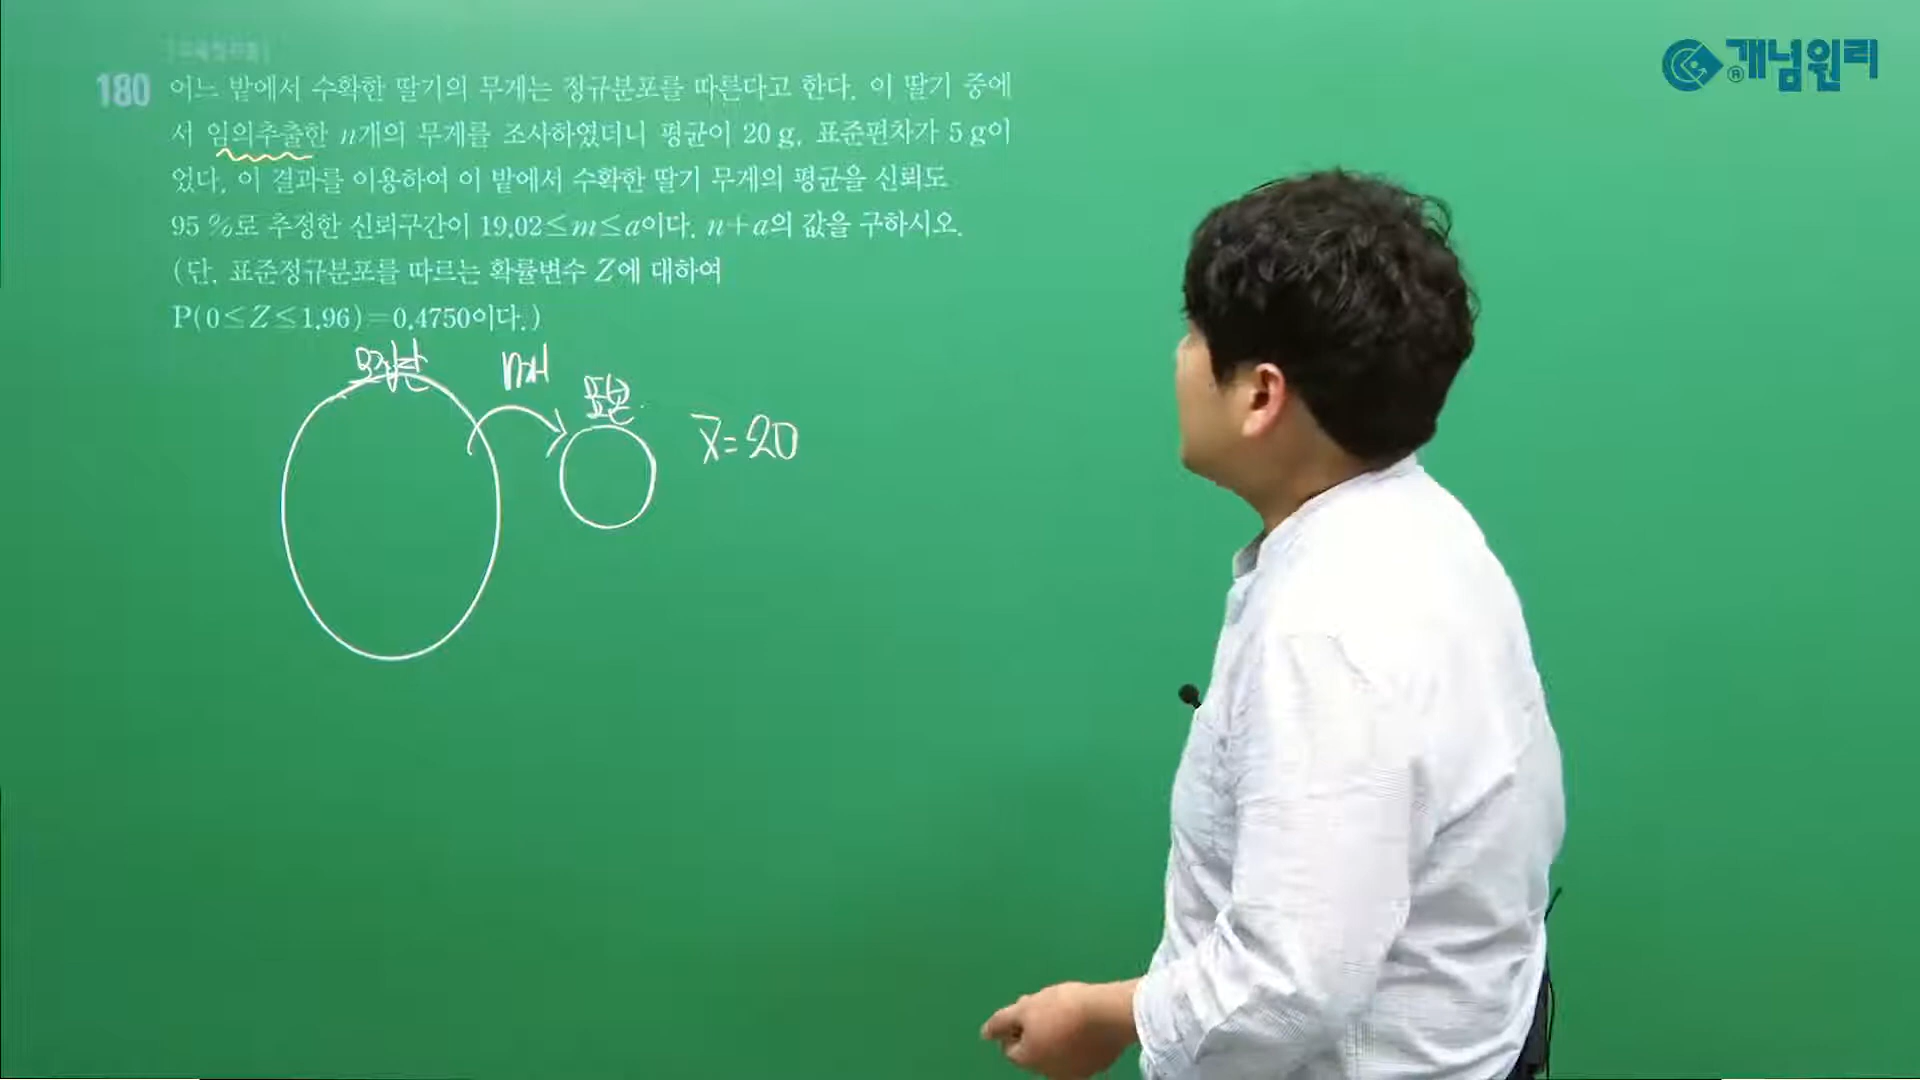 개념원리
180 어느 밭에서 수확한 딸기의 무게는 정규분포를 따른다고 한다. 이 딸기 중에
서 임의추출한 n개의 무게를 조사하였더니 평균이 20 g, 표준편차가 5 g이
었다. 이 결과를 이용하여 이 밭에서 수확한 딸기 무게의 평균을 신뢰도
95 %로 추정한 신뢰구간이 19.02≤m≤a이다. n+a의 값을 구하시오.
(단, 표준정규분포를 따르는 확률변수 Z에 대하여
P(0≤Z≤1.96)=0.4750이다.)
모집단
n개
표본
x̄=20